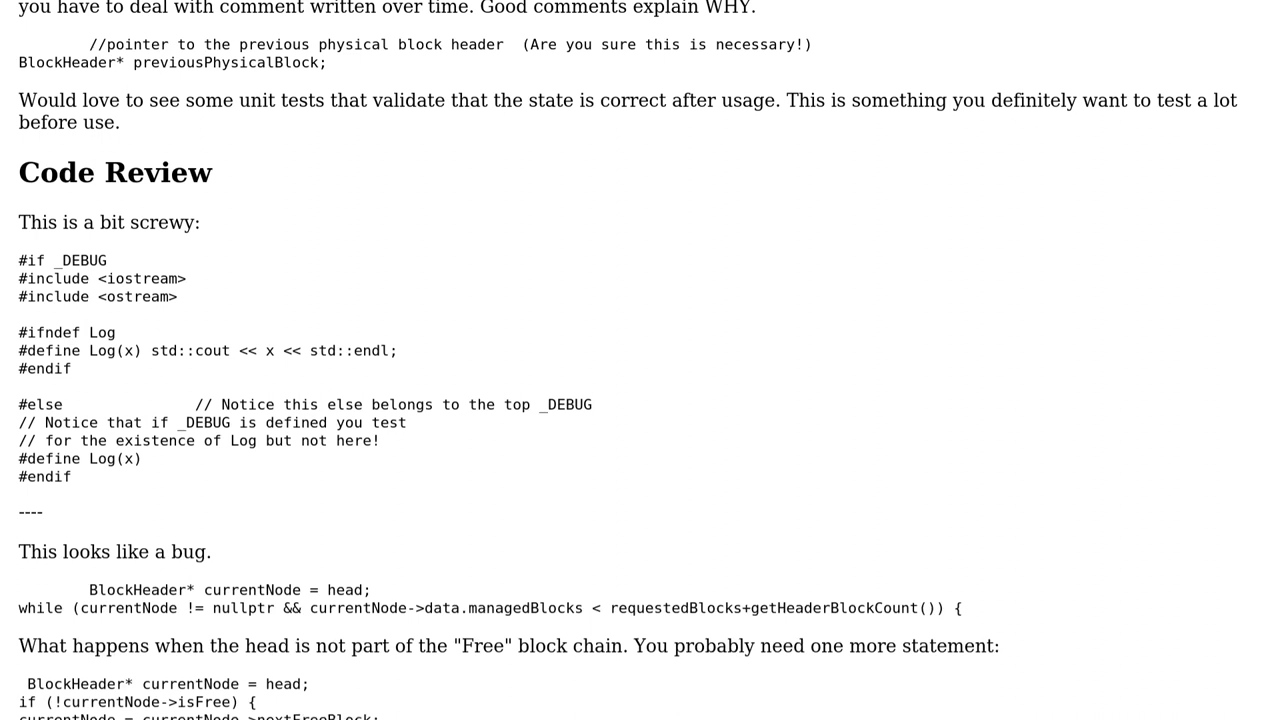 you have to deal with comment written over time. Good comments explain WHY.
//pointer to the previous physical block header  (Are you sure this is necessary!)
BlockHeader* previousPhysicalBlock;
Would love to see some unit tests that validate that the state is correct after usage. This is something you definitely want to test a lot
before use.
Code Review
This is a bit screwy:
#if _DEBUG
#include <iostream>
#include <ostream>
#ifndef Log
#define Log(x) std::cout << x << std::endl;
#endif
#else               // Notice this else belongs to the top _DEBUG
// Notice that if _DEBUG is defined you test
// for the existence of Log but not here!
#define Log(x)
#endif
----
This looks like a bug.
BlockHeader* currentNode = head;
while (currentNode != nullptr && currentNode->data.managedBlocks < requestedBlocks+getHeaderBlockCount()) {
What happens when the head is not part of the "Free" block chain. You probably need one more statement:
BlockHeader* currentNode = head;
if (!currentNode->isFree) {
currentNode = currentNode->nextFreeBlock;